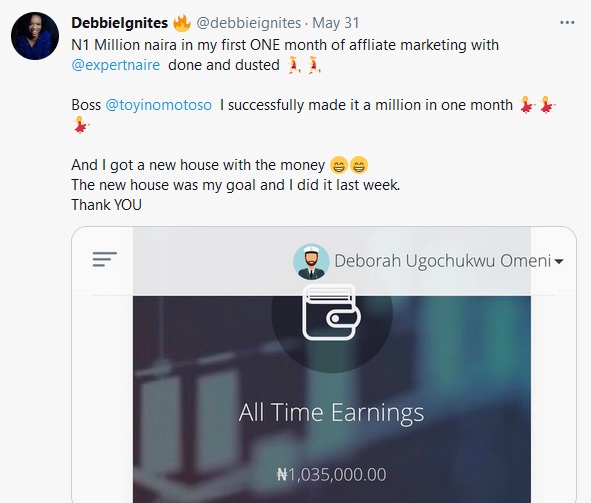 DebbieIgnites 🔥 @debbieignites · May 31 ···
N1 Million naira in my first ONE month of affliate marketing with
@expertnaire done and dusted 💃💃
Boss @toyinomotoso I successfully made it a million in one month 💃💃
💃
And I got a new house with the money 😁😁
The new house was my goal and I did it last week.
Thank YOU
Deborah Ugochukwu Omeni
All Time Earnings
₦1,035,000.00